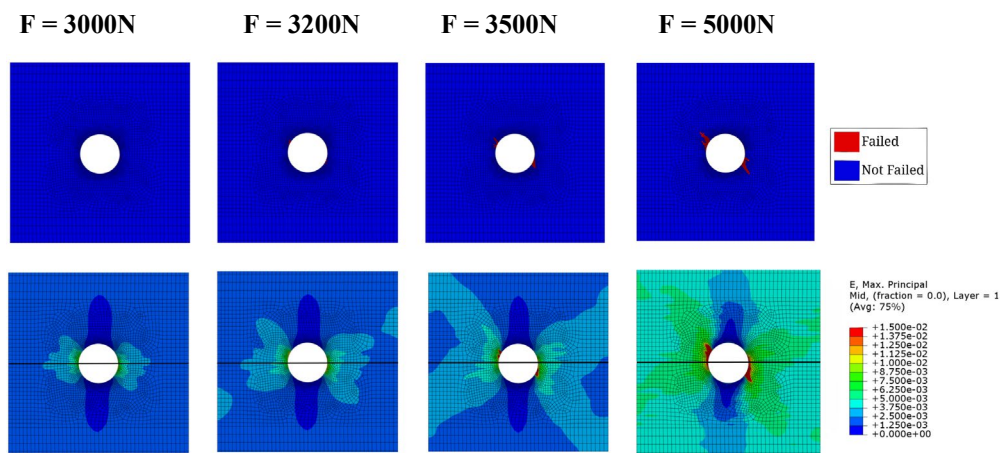 F = 3000N
F = 3200N
F = 3500N
F = 5000N
Failed
Not Failed
E, Max. Principal
Mid, (fraction = 0.0), Layer = 1
(Avg: 75%)
+1.500e-02
+1.375e-02
+1.250e-02
+1.125e-02
+1.000e-02
+8.750e-03
+7.500e-03
+6.250e-03
+5.000e-03
+3.750e-03
+2.500e-03
+1.250e-03
+0.000e+00